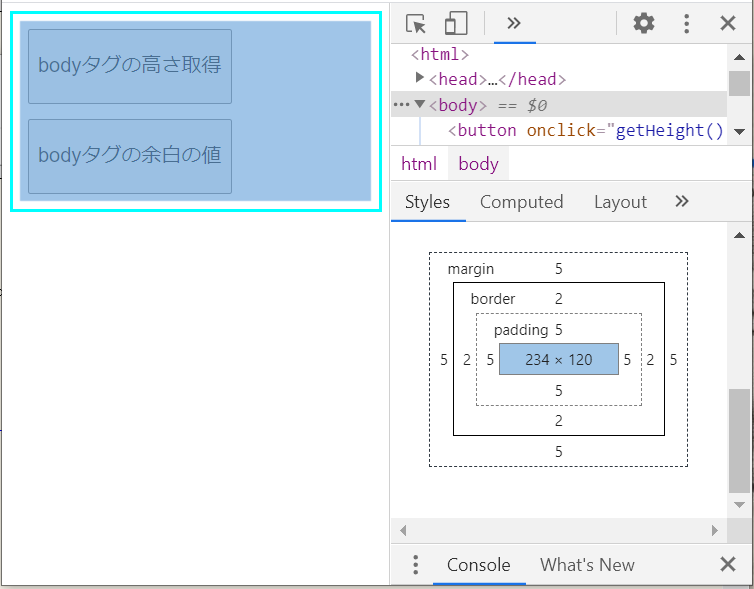 bodyタグの高さ取得
bodyタグの余白の値
<html>
<head>…</head>
<body> == $0
<button onclick="getHeight()
html body
Styles Computed Layout
margin 5
border 2
padding 5
5 2 5 234 × 120 5 2 5
5
2
5
Console What's New